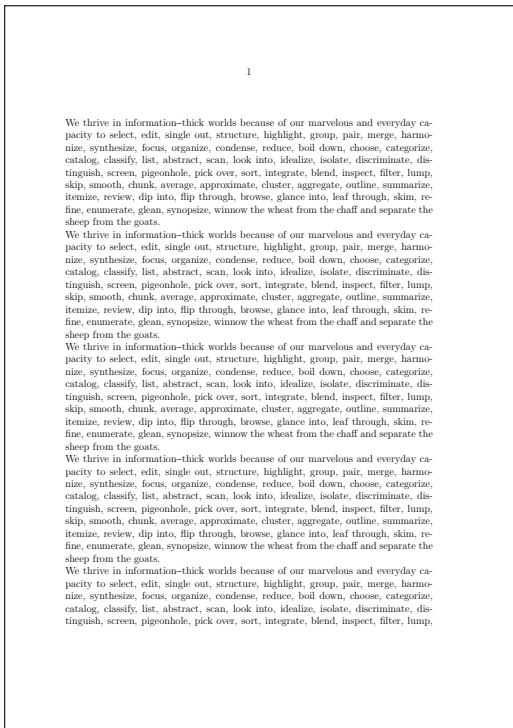 1
We thrive in information–thick worlds because of our marvelous and everyday ca-
pacity to select, edit, single out, structure, highlight, group, pair, merge, harmo-
nize, synthesize, focus, organize, condense, reduce, boil down, choose, categorize,
catalog, classify, list, abstract, scan, look into, idealize, isolate, discriminate, dis-
tinguish, screen, pigeonhole, pick over, sort, integrate, blend, inspect, filter, lump,
skip, smooth, chunk, average, approximate, cluster, aggregate, outline, summarize,
itemize, review, dip into, flip through, browse, glance into, leaf through, skim, re-
fine, enumerate, glean, synopsize, winnow the wheat from the chaff and separate the
sheep from the goats.
We thrive in information–thick worlds because of our marvelous and everyday ca-
pacity to select, edit, single out, structure, highlight, group, pair, merge, harmo-
nize, synthesize, focus, organize, condense, reduce, boil down, choose, categorize,
catalog, classify, list, abstract, scan, look into, idealize, isolate, discriminate, dis-
tinguish, screen, pigeonhole, pick over, sort, integrate, blend, inspect, filter, lump,
skip, smooth, chunk, average, approximate, cluster, aggregate, outline, summarize,
itemize, review, dip into, flip through, browse, glance into, leaf through, skim, re-
fine, enumerate, glean, synopsize, winnow the wheat from the chaff and separate the
sheep from the goats.
We thrive in information–thick worlds because of our marvelous and everyday ca-
pacity to select, edit, single out, structure, highlight, group, pair, merge, harmo-
nize, synthesize, focus, organize, condense, reduce, boil down, choose, categorize,
catalog, classify, list, abstract, scan, look into, idealize, isolate, discriminate, dis-
tinguish, screen, pigeonhole, pick over, sort, integrate, blend, inspect, filter, lump,
skip, smooth, chunk, average, approximate, cluster, aggregate, outline, summarize,
itemize, review, dip into, flip through, browse, glance into, leaf through, skim, re-
fine, enumerate, glean, synopsize, winnow the wheat from the chaff and separate the
sheep from the goats.
We thrive in information–thick worlds because of our marvelous and everyday ca-
pacity to select, edit, single out, structure, highlight, group, pair, merge, harmo-
nize, synthesize, focus, organize, condense, reduce, boil down, choose, categorize,
catalog, classify, list, abstract, scan, look into, idealize, isolate, discriminate, dis-
tinguish, screen, pigeonhole, pick over, sort, integrate, blend, inspect, filter, lump,
skip, smooth, chunk, average, approximate, cluster, aggregate, outline, summarize,
itemize, review, dip into, flip through, browse, glance into, leaf through, skim, re-
fine, enumerate, glean, synopsize, winnow the wheat from the chaff and separate the
sheep from the goats.
We thrive in information–thick worlds because of our marvelous and everyday ca-
pacity to select, edit, single out, structure, highlight, group, pair, merge, harmo-
nize, synthesize, focus, organize, condense, reduce, boil down, choose, categorize,
catalog, classify, list, abstract, scan, look into, idealize, isolate, discriminate, dis-
tinguish, screen, pigeonhole, pick over, sort, integrate, blend, inspect, filter, lump,